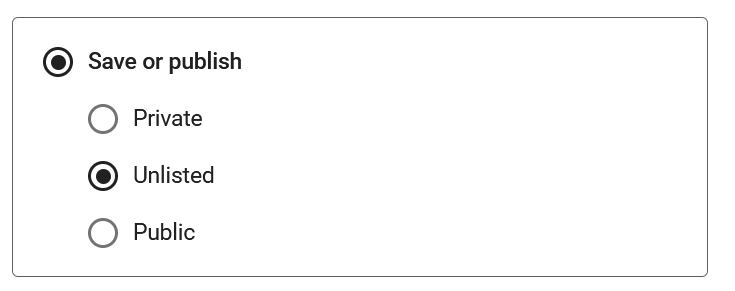 Save or publish
Private
Unlisted
Public